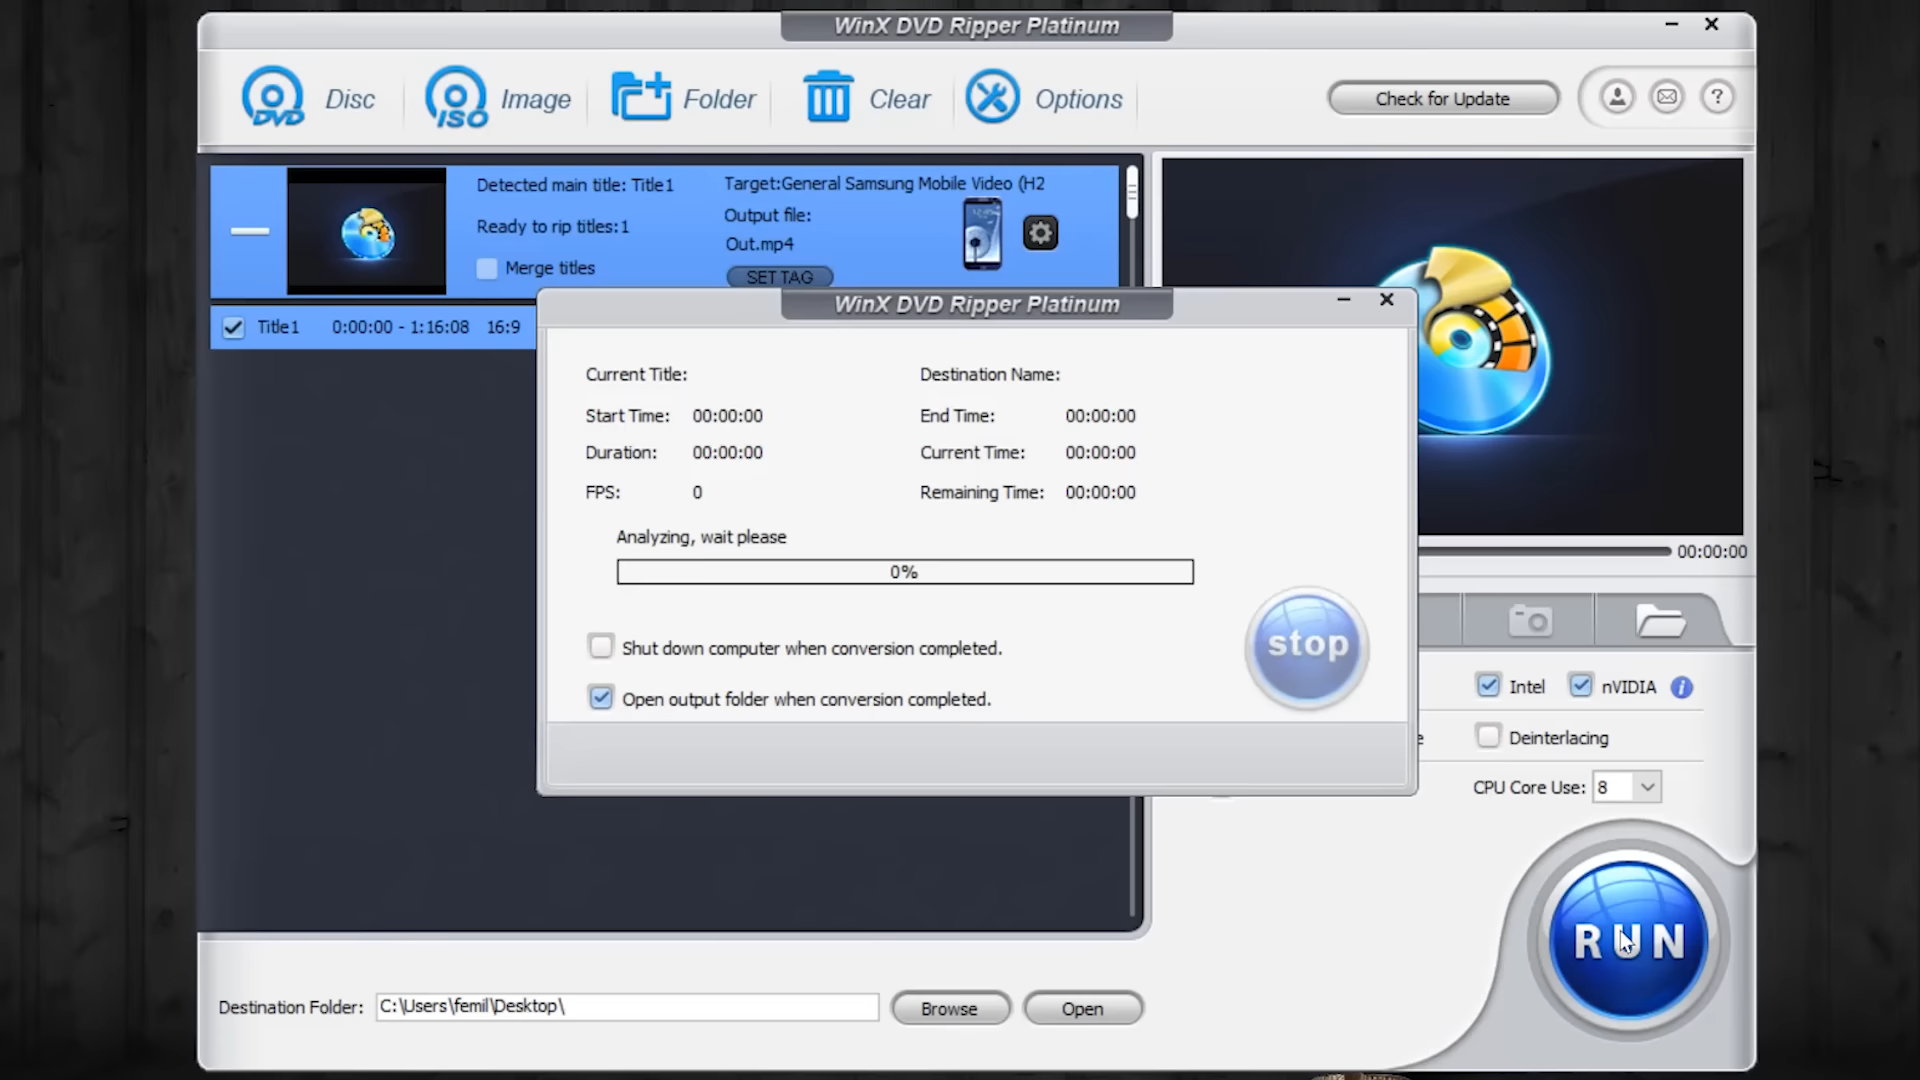 WinX DVD Ripper Platinum
DVD
Disc
ISO
Image
Folder
Clear
Options
Check for Update
?
Detected main title: Title1
Ready to rip titles:1
Merge titles
Target:General Samsung Mobile Video (H2
Output file:
Out.mp4
SET TAG
Title1 0:00:00 - 1:16:08 16:9
WinX DVD Ripper Platinum
Current Title:
Destination Name:
Start Time: 00:00:00
End Time: 00:00:00
Duration: 00:00:00
Current Time: 00:00:00
FPS: 0
Remaining Time: 00:00:00
Analyzing, wait please
0%
Shut down computer when conversion completed.
Open output folder when conversion completed.
stop
00:00:00
Intel
nVIDIA
i
e
Deinterlacing
CPU Core Use: 8
RUN
Destination Folder: C:\Users\femil\Desktop\
Browse
Open